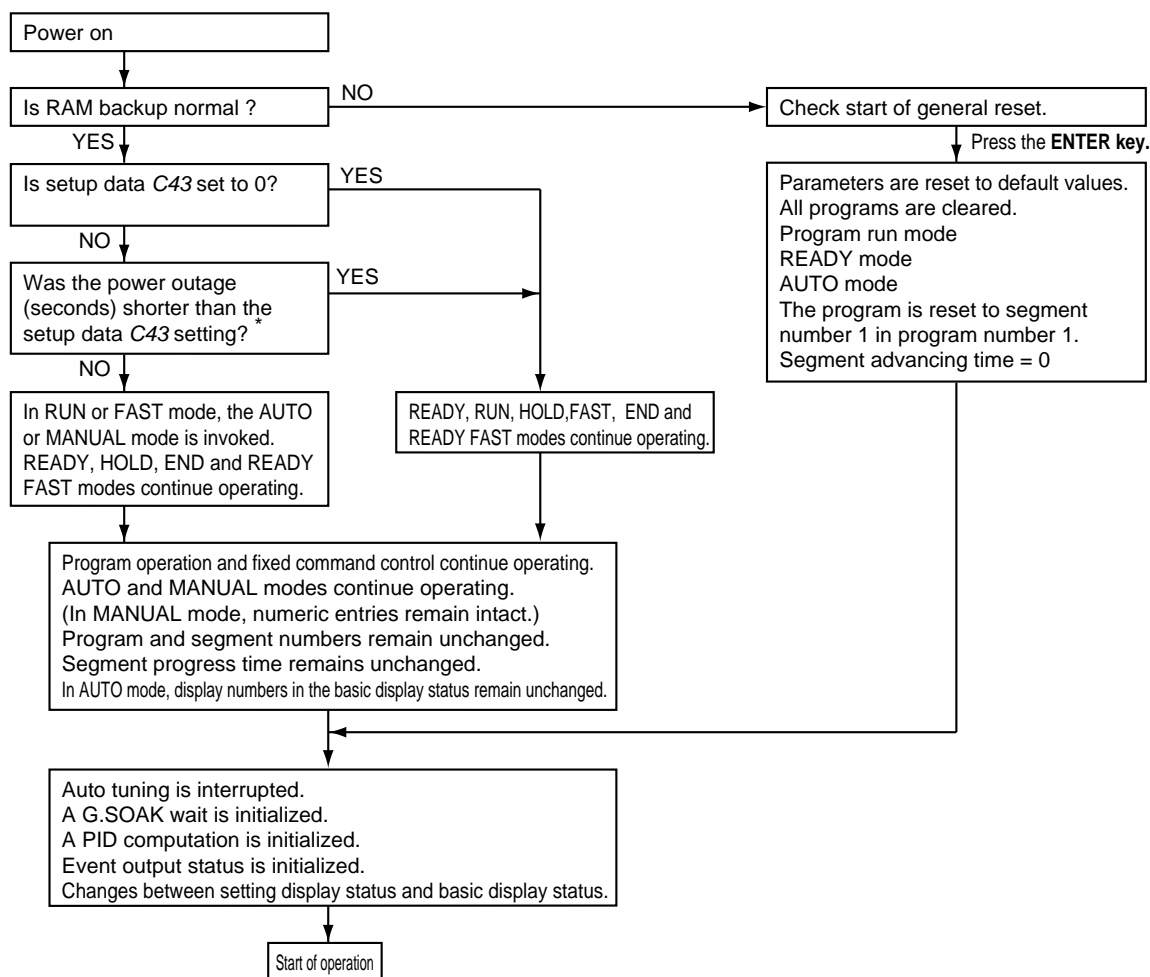 Power on
Is RAM backup normal ?
NO
Check start of general reset.
YES
Press the ENTER key.
Is setup data C43 set to 0?
YES
Parameters are reset to default values.
All programs are cleared.
Program run mode
READY mode
AUTO mode
The program is reset to segment
number 1 in program number 1.
Segment advancing time = 0
NO
Was the power outage
(seconds) shorter than the
setup data C43 setting? *
YES
NO
In RUN or FAST mode, the AUTO
or MANUAL mode is invoked.
READY, HOLD, END and READY
FAST modes continue operating.
READY, RUN, HOLD,FAST, END and
READY FAST modes continue operating.
Program operation and fixed command control continue operating.
AUTO and MANUAL modes continue operating.
(In MANUAL mode, numeric entries remain intact.)
Program and segment numbers remain unchanged.
Segment progress time remains unchanged.
In AUTO mode, display numbers in the basic display status remain unchanged.
Auto tuning is interrupted.
A G.SOAK wait is initialized.
A PID computation is initialized.
Event output status is initialized.
Changes between setting display status and basic display status.
Start of operation